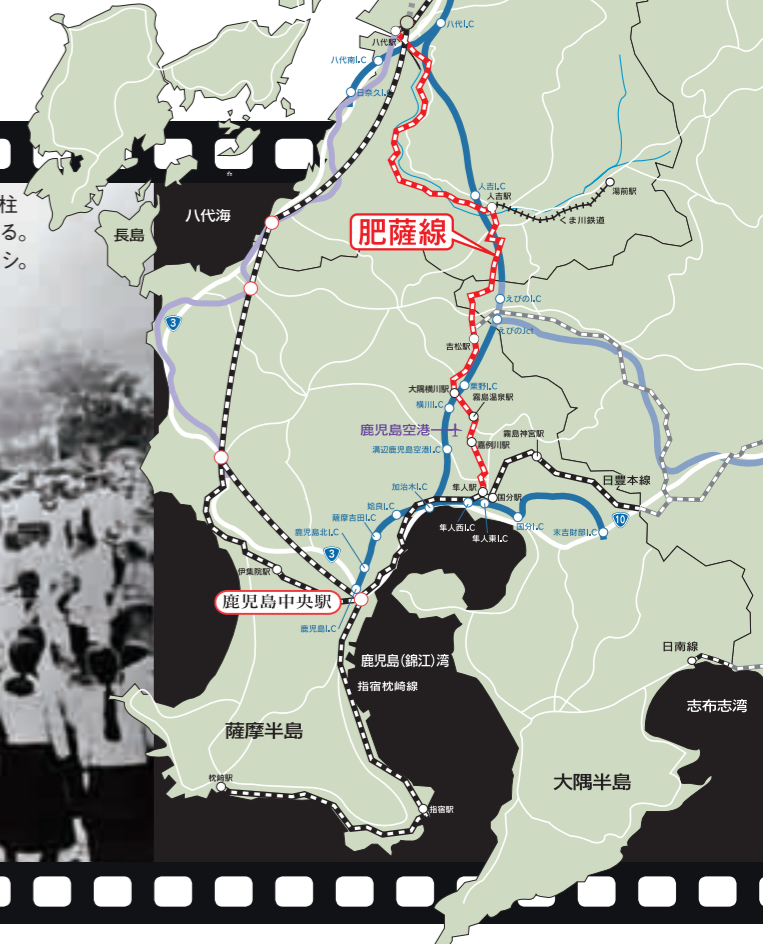 柱
る。
シ。
八代I.C
八代駅
八代南I.C
日奈久I.C
八代海
長島
人吉I.C
人吉駅
湯前駅
くま川鉄道
肥薩線
えびのI.C
えびのJct
3
吉松駅
大隅横川駅
栗野I.C
霧島温泉駅
横川I.C
鹿児島空港
嘉例川駅
霧島神宮駅
溝辺鹿児島空港I.C
日豊本線
加治木I.C
隼人駅
国分駅
姶良I.C
薩摩吉田I.C
鹿児島北I.C
隼人西I.C
隼人東I.C
国分I.C
末吉財部I.C
10
3
伊集院駅
鹿児島中央駅
鹿児島I.C
鹿児島(錦江)湾
指宿枕崎線
日南線
志布志湾
薩摩半島
大隅半島
枕崎駅
指宿駅